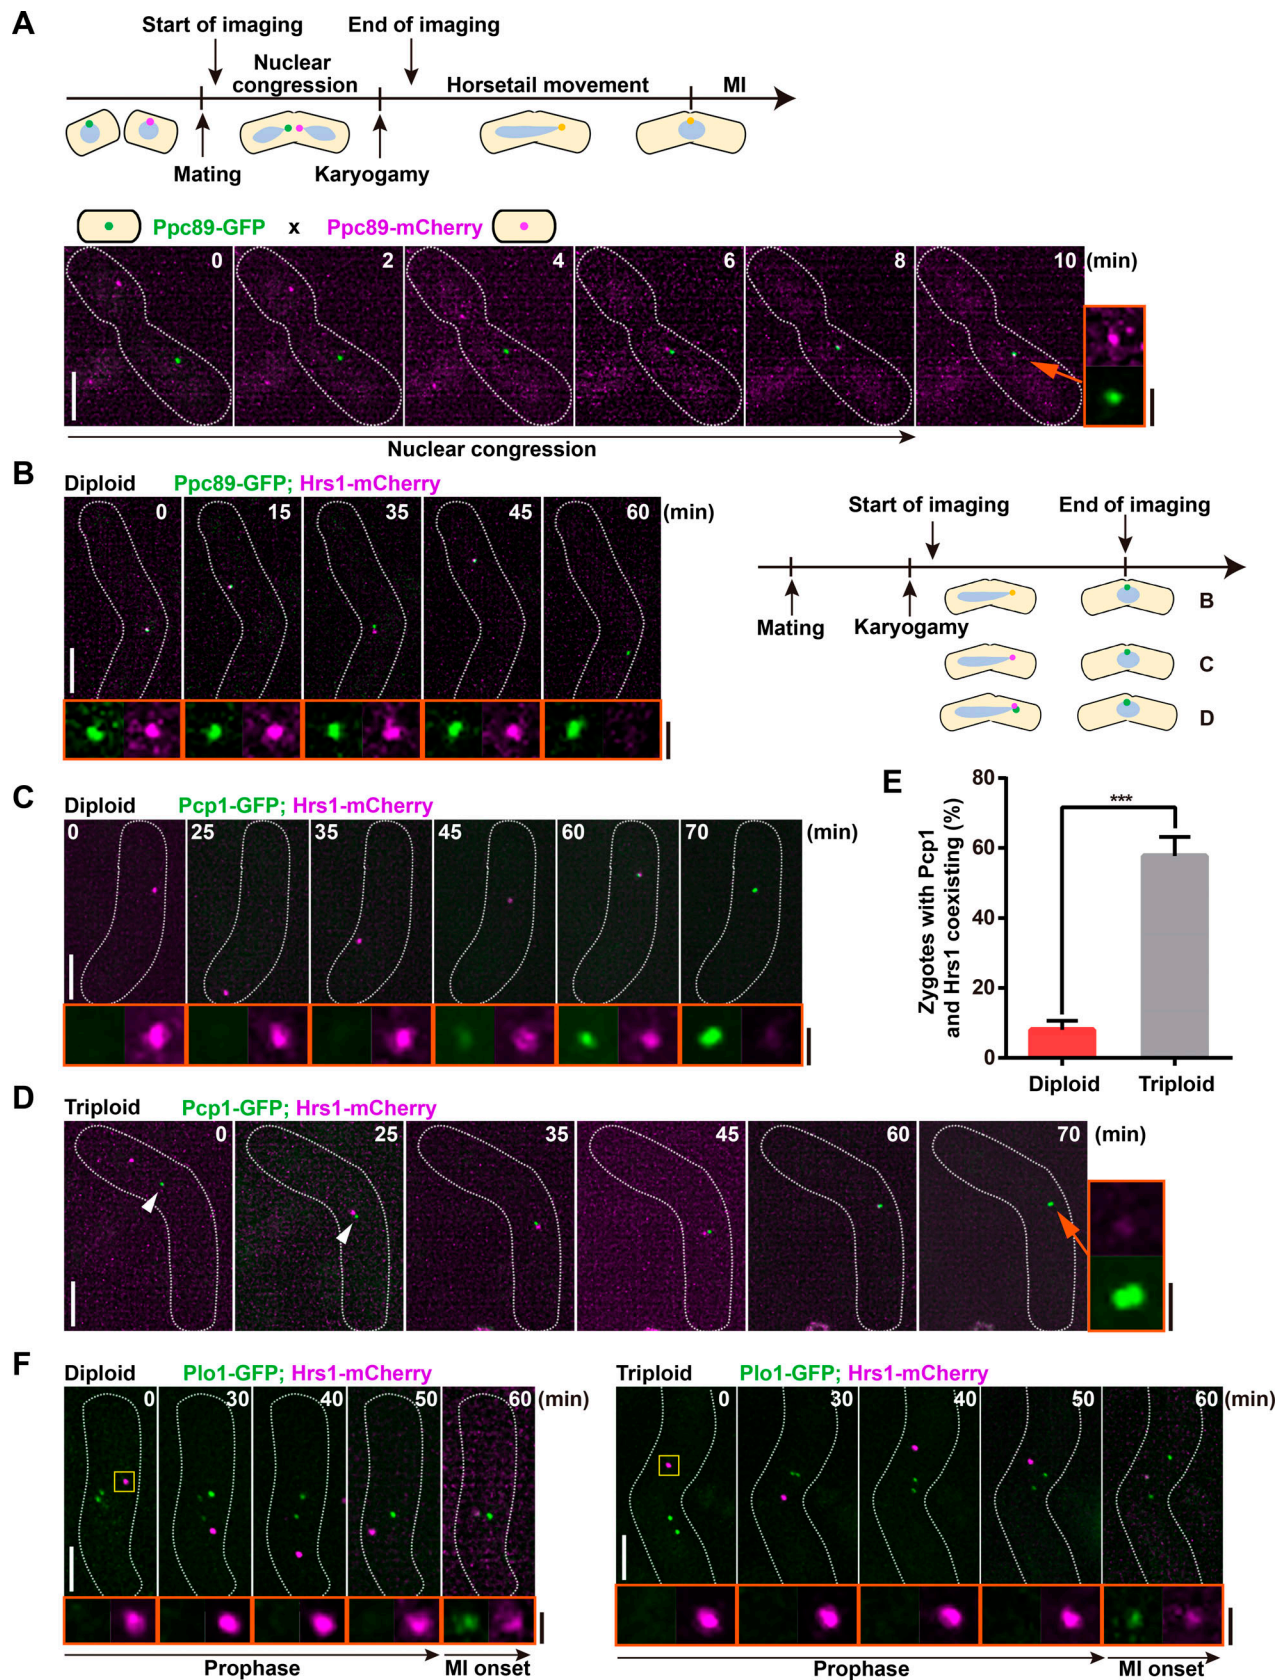 A
Start of imaging
End of imaging
Nuclear
congression
Horsetail movement
MI
Mating
Karyogamy
Ppc89-GFP x Ppc89-mCherry
0 2 4 6 8 10 (min)
Nuclear congression
B
Diploid Ppc89-GFP; Hrs1-mCherry
0 15 35 45 60 (min)
Start of imaging
End of imaging
Mating
Karyogamy
B
C
D
C
Diploid Pcp1-GFP; Hrs1-mCherry
0 25 35 45 60 70 (min)
E
Zygotes with Pcp1
and Hrs1 coexisting (%)
80
60
40
20
0
***
Diploid Triploid
D
Triploid Pcp1-GFP; Hrs1-mCherry
0 25 35 45 60 70 (min)
F
Diploid Plo1-GFP; Hrs1-mCherry
0 30 40 50 60 (min)
Prophase MI onset
Triploid Plo1-GFP; Hrs1-mCherry
0 30 40 50 60 (min)
Prophase MI onset